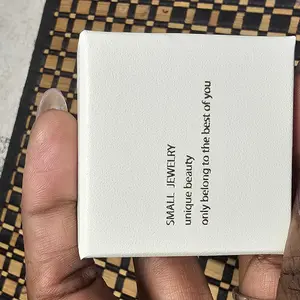 SMALL JEWELRY
unique beauty
only belong to the best of you